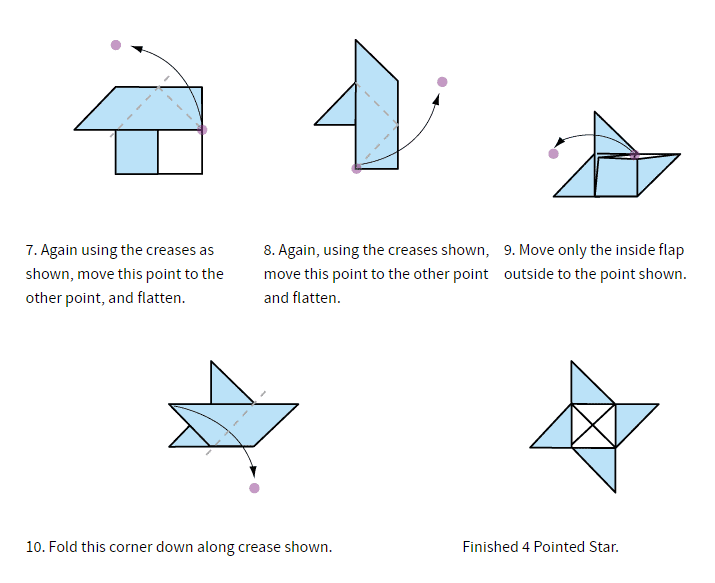 7. Again using the creases as
shown, move this point to the
other point, and flatten.
8. Again, using the creases shown,
move this point to the other point
and flatten.
9. Move only the inside flap
outside to the point shown.
10. Fold this corner down along crease shown.
Finished 4 Pointed Star.